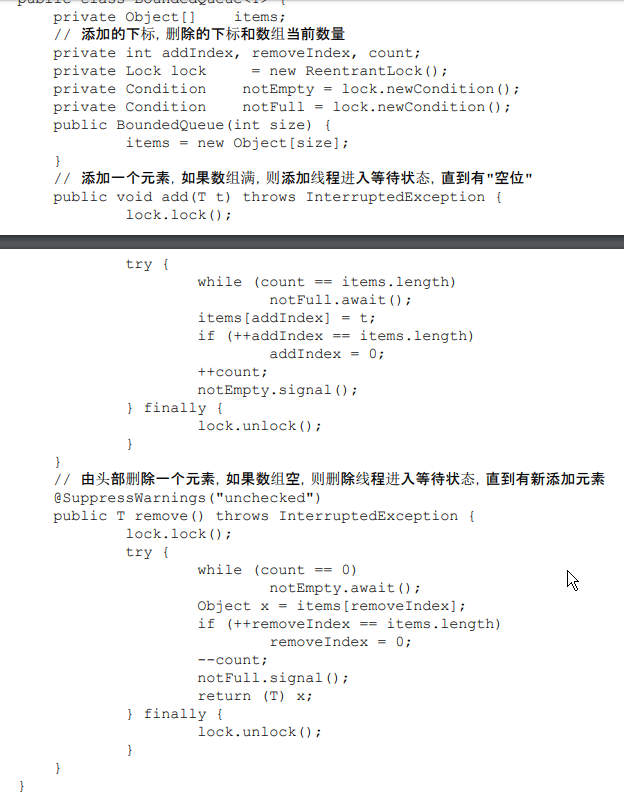 public class BoundedQueue<T> {
private Object[] items;
// 添加的下标, 删除的下标和数组当前数量
private int addIndex, removeIndex, count;
private Lock lock = new ReentrantLock();
private Condition notEmpty = lock.newCondition();
private Condition notFull = lock.newCondition();
public BoundedQueue(int size) {
items = new Object[size];
}
// 添加一个元素, 如果数组满, 则添加线程进入等待状态, 直到有"空位"
public void add(T t) throws InterruptedException {
lock.lock();
try {
while (count == items.length)
notFull.await();
items[addIndex] = t;
if (++addIndex == items.length)
addIndex = 0;
++count;
notEmpty.signal();
} finally {
lock.unlock();
}
}
// 由头部删除一个元素, 如果数组空, 则删除线程进入等待状态, 直到有新添加元素
@SuppressWarnings("unchecked")
public T remove() throws InterruptedException {
lock.lock();
try {
while (count == 0)
notEmpty.await();
Object x = items[removeIndex];
if (++removeIndex == items.length)
removeIndex = 0;
--count;
notFull.signal();
return (T) x;
} finally {
lock.unlock();
}
}
}